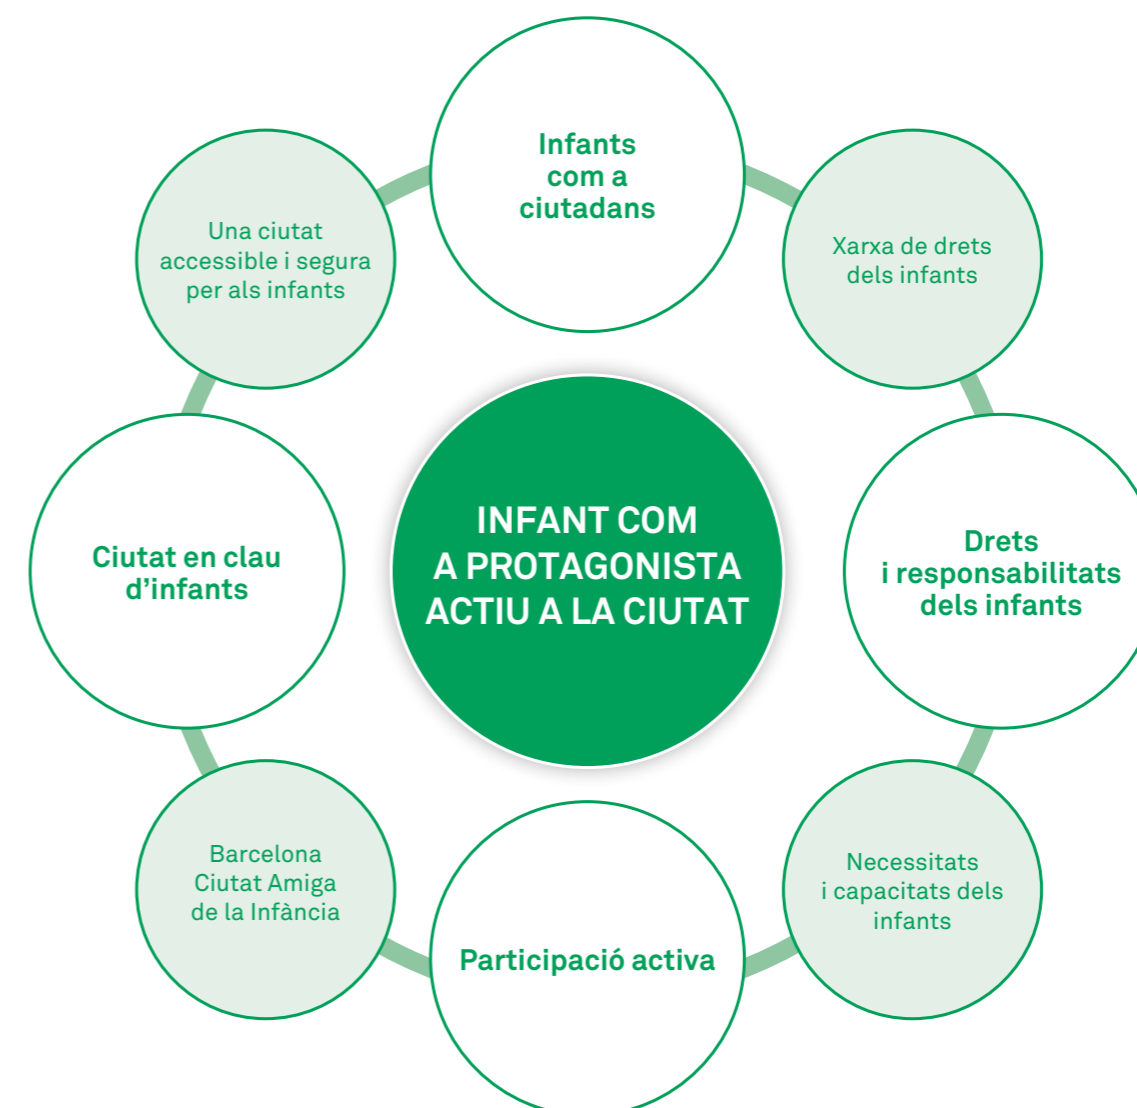 Infants
com a
ciutadans
Una ciutat
accessible i segura
per als infants
Xarxa de drets
dels infants
INFANT COM
A PROTAGONISTA
ACTIU A LA CIUTAT
Ciutat en clau
d’infants
Drets
i responsabilitats
dels infants
Barcelona
Ciutat Amiga
de la Infància
Necessitats
i capacitats dels
infants
Participació activa